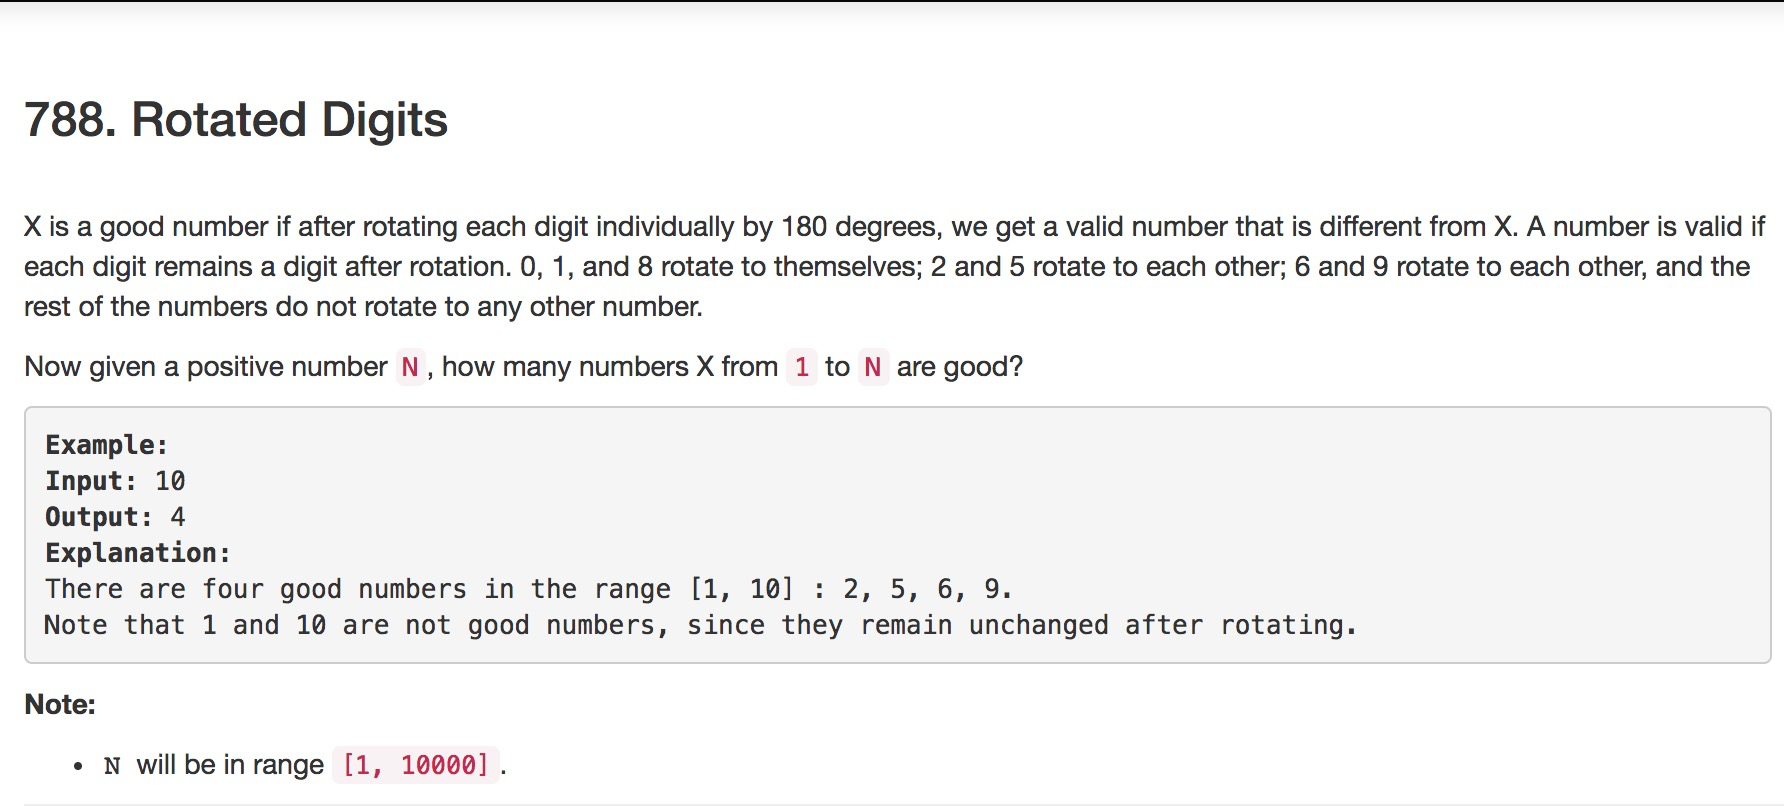 788. Rotated Digits
X is a good number if after rotating each digit individually by 180 degrees, we get a valid number that is different from X. A number is valid if
each digit remains a digit after rotation. 0, 1, and 8 rotate to themselves; 2 and 5 rotate to each other; 6 and 9 rotate to each other, and the
rest of the numbers do not rotate to any other number.
Now given a positive number N, how many numbers X from 1 to N are good?
Example:
Input: 10
Output: 4
Explanation:
There are four good numbers in the range [1, 10] : 2, 5, 6, 9.
Note that 1 and 10 are not good numbers, since they remain unchanged after rotating.
Note:
• N will be in range [1, 10000].